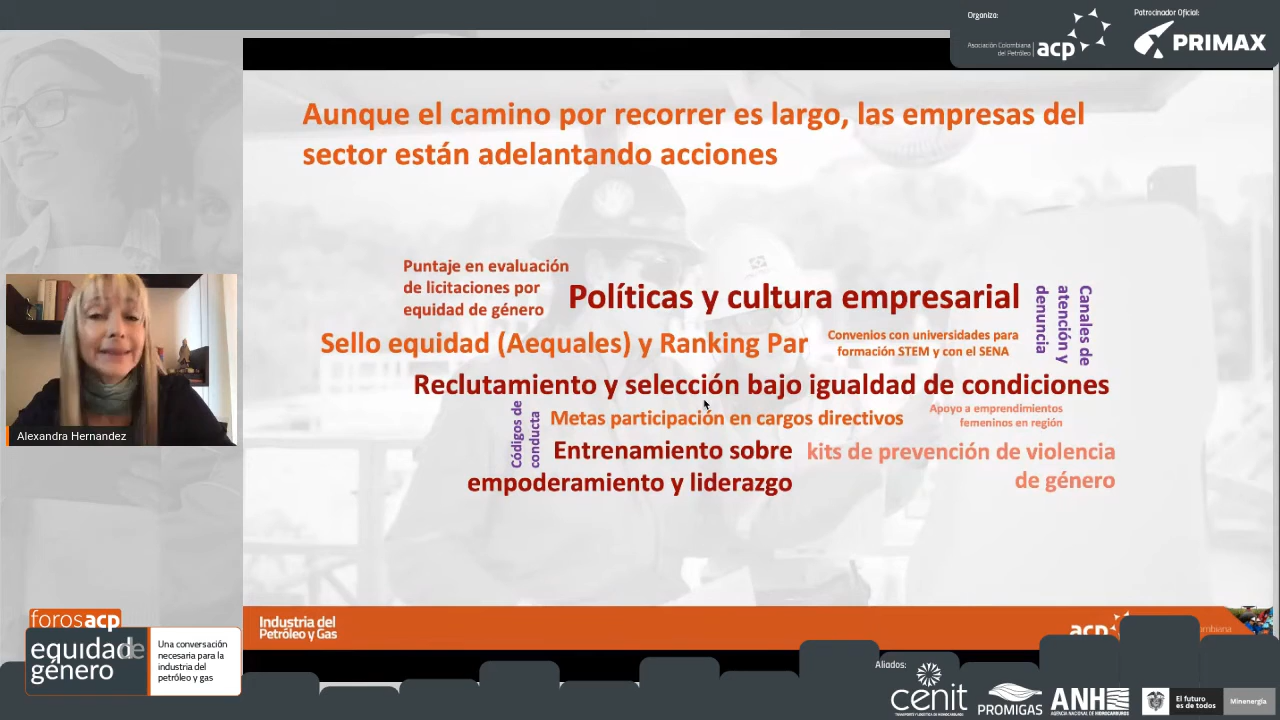 Organiza:
Asociación Colombiana
del Petróleo
acp
Patrocinador Oficial:
PRIMAX
Aunque el camino por recorrer es largo, las empresas del
sector están adelantando acciones
Puntaje en evaluación
de licitaciones por
equidad de género
Políticas y cultura empresarial
Canales de
atención y
denuncia
Sello equidad (Aequales) y Ranking Par
Convenios con universidades para
formación STEM y con el SENA
Reclutamiento y selección bajo igualdad de condiciones
Códigos de
conducta
Metas participación en cargos directivos
Apoyo a emprendimientos
femeninos en región
Entrenamiento sobre
empoderamiento y liderazgo
kits de prevención de violencia
de género
Alexandra Hernandez
Industria del
Petróleo y Gas
acp
forosacp
equidad de
género
Una conversación
necesaria para la
industria del
petróleo y gas
Aliados:
cenit
PROMIGAS
ANH
AGENCIA NACIONAL DE HIDROCARBUROS
El futuro
es de todos
Minenergía